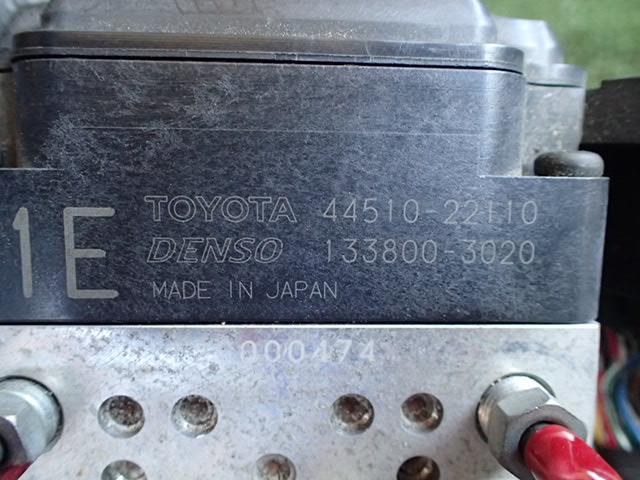 1E
TOYOTA 44510-22110
DENSO 133800-3020
MADE IN JAPAN
000474